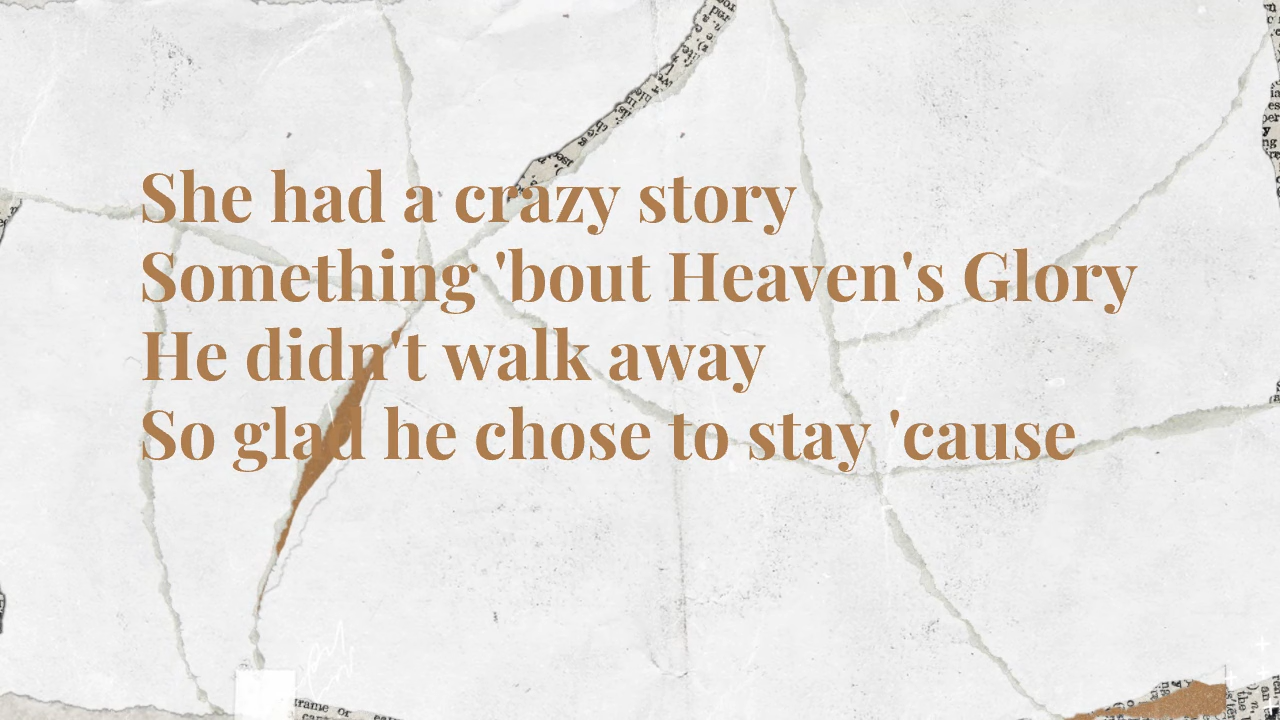 She had a crazy story
Something 'bout Heaven's Glory
He didn't walk away
So glad he chose to stay 'cause